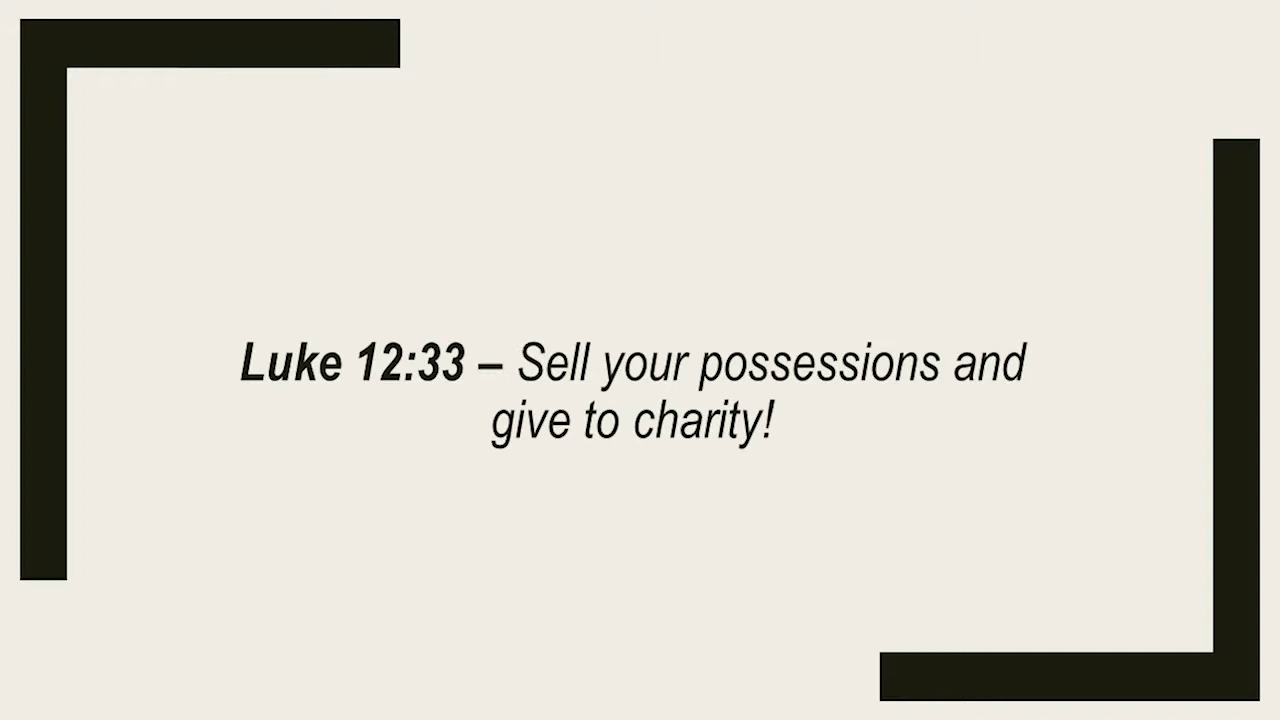 Luke 12:33 – Sell your possessions and
give to charity!